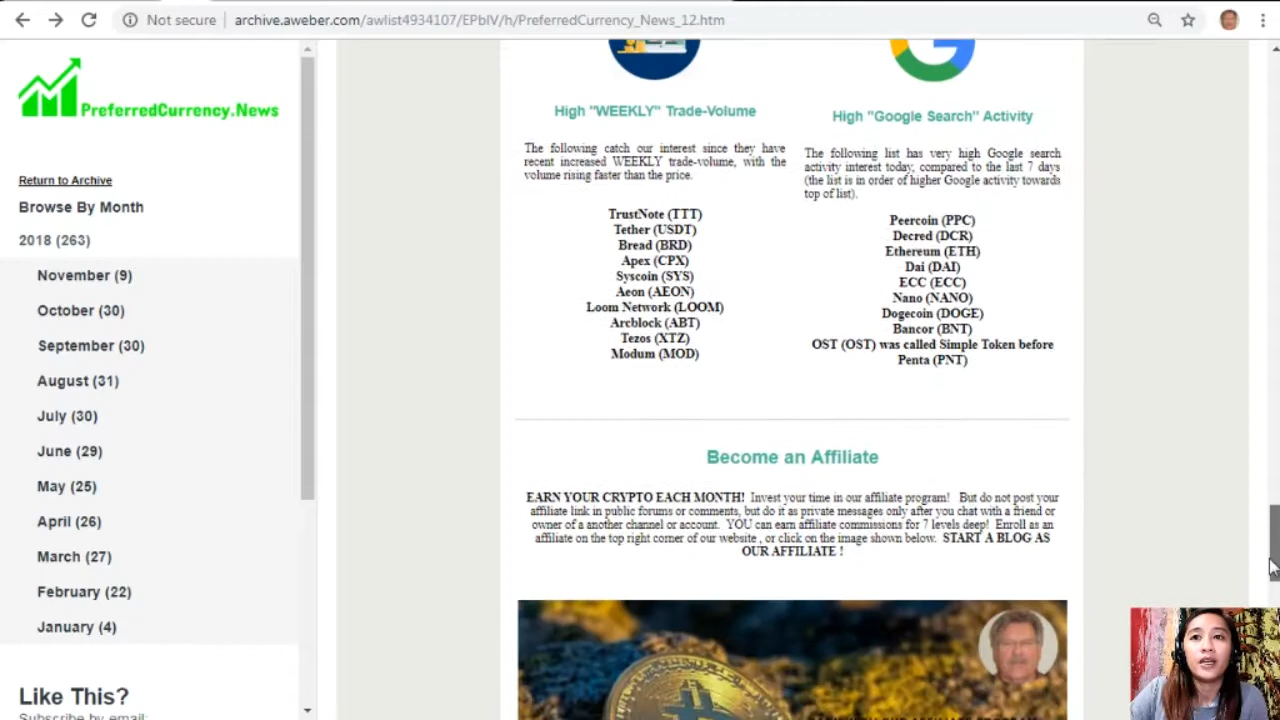 Not secure
archive.aweber.com/awlist4934107/EPbIV/h/PreferredCurrency_News_12.htm
PreferredCurrency.News
Return to Archive
Browse By Month
2018 (263)
November (9)
October (30)
September (30)
August (31)
July (30)
June (29)
May (25)
April (26)
March (27)
February (22)
January (4)
Like This?
Subscribe by email:
High "WEEKLY" Trade-Volume
The following catch our interest since they have
recent increased WEEKLY trade-volume, with the
volume rising faster than the price.
TrustNote (TTT)
Tether (USDT)
Bread (BRD)
Apex (CPX)
Syscoin (SYS)
Aeon (AEON)
Loom Network (LOOM)
Arcblock (ABT)
Tezos (XTZ)
Modum (MOD)
High "Google Search" Activity
The following list has very high Google search
activity interest today, compared to the last 7 days
(the list is in order of higher Google activity towards
top of list).
Peercoin (PPC)
Decred (DCR)
Ethereum (ETH)
Dai (DAI)
ECC (ECC)
Nano (NANO)
Dogecoin (DOGE)
Bancor (BNT)
OST (OST) was called Simple Token before
Penta (PNT)
Become an Affiliate
EARN YOUR CRYPTO EACH MONTH! Invest your time in our affiliate program! But do not post your
affiliate link in public forums or comments, but do it as private messages only after you chat with a friend or
owner of a another channel or account. YOU can earn affiliate commissions for 7 levels deep! Enroll as an
affiliate on the top right corner of our website , or click on the image shown below. START A BLOG AS
OUR AFFILIATE !